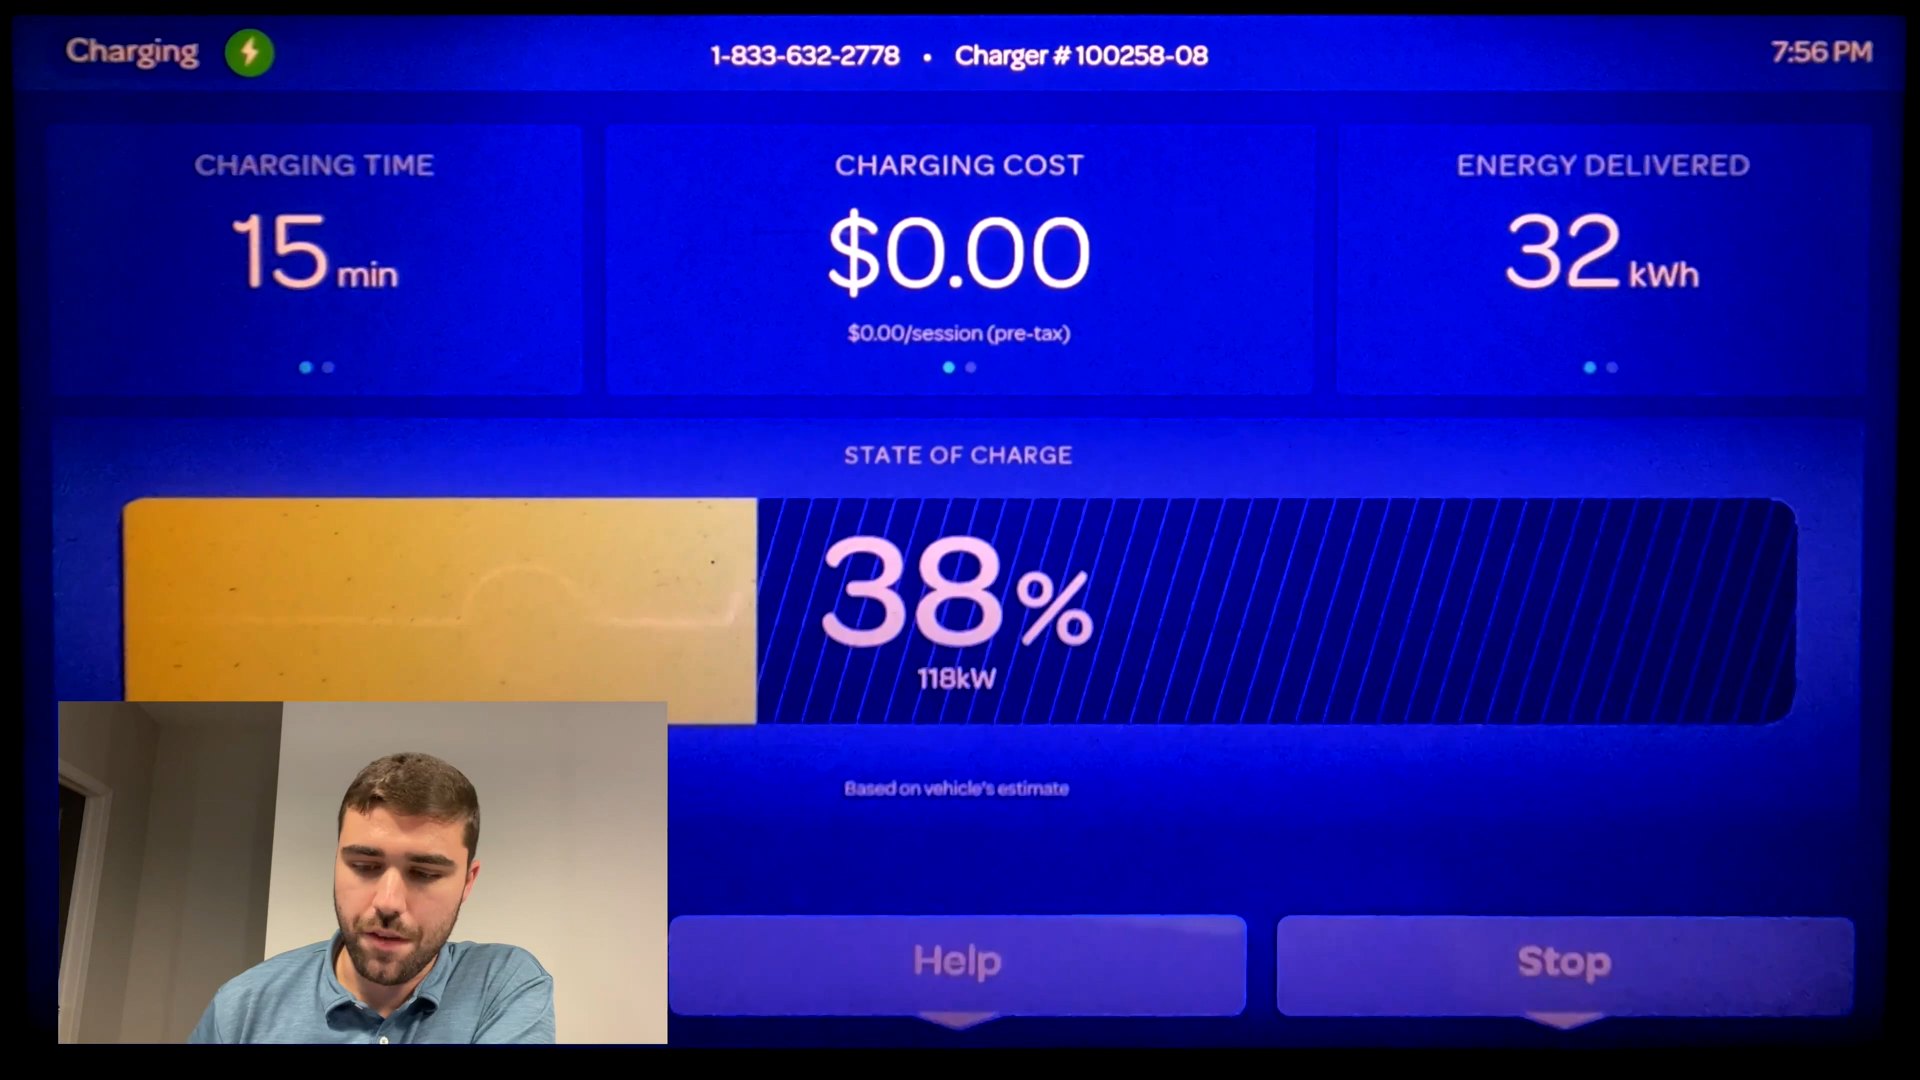 Charging
1-833-632-2778 • Charger # 100258-08
7:56 PM
CHARGING TIME
15 min
CHARGING COST
$0.00
$0.00/session (pre-tax)
ENERGY DELIVERED
32 kWh
STATE OF CHARGE
38%
118kW
Based on vehicle's estimate
Help
Stop